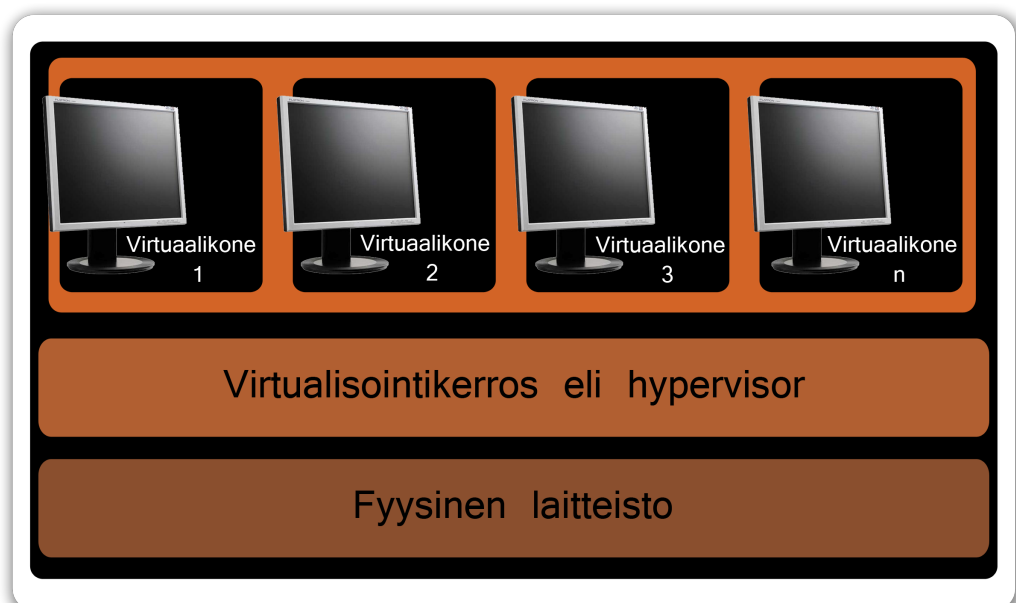 Virtuaalikone
1
Virtuaalikone
2
Virtuaalikone
3
Virtuaalikone
n
Virtualisointikerros eli hypervisor
Fyysinen laitteisto